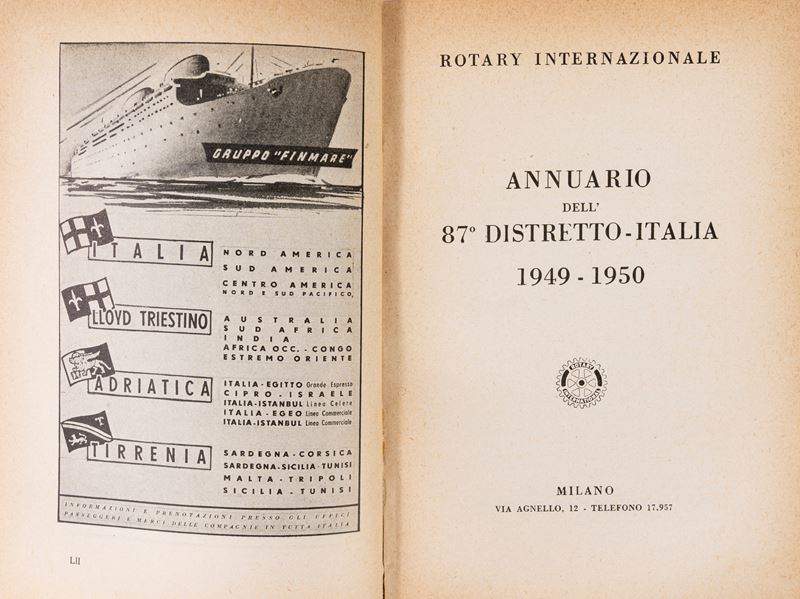 GRUPPO "FINMARE"
ITALIA
NORD AMERICA
SUD AMERICA
CENTRO AMERICA
NORD E SUD PACIFICO,
LLOYD TRIESTINO
AUSTRALIA
SUD AFRICA
INDIA
AFRICA OCC. - CONGO
ESTREMO ORIENTE
ADRIATICA
ITALIA - EGITTO Grande Espresso
CIPRO - ISRAELE
ITALIA - ISTANBUL Linea Celere
ITALIA - EGEO Linea Commerciale
ITALIA - ISTANBUL Linea Commerciale
T
TIRRENIA
SARDEGNA - CORSICA
SARDEGNA - SICILIA - TUNISI
MALTA - TRIPOLI
SICILIA - TUNISI
INFORMAZIONI E PRENOTAZIONI PRESSO GLI UFFICI
PASSEGGERI E MERCI DELLE COMPAGNIE IN TUTTA ITALIA
LII
ROTARY INTERNAZIONALE
ANNUARIO
DELL'
87º DISTRETTO - ITALIA
1949 - 1950
ROTARY
INTERNATIONAL
MILANO
VIA AGNELLO, 12 - TELEFONO 17.957